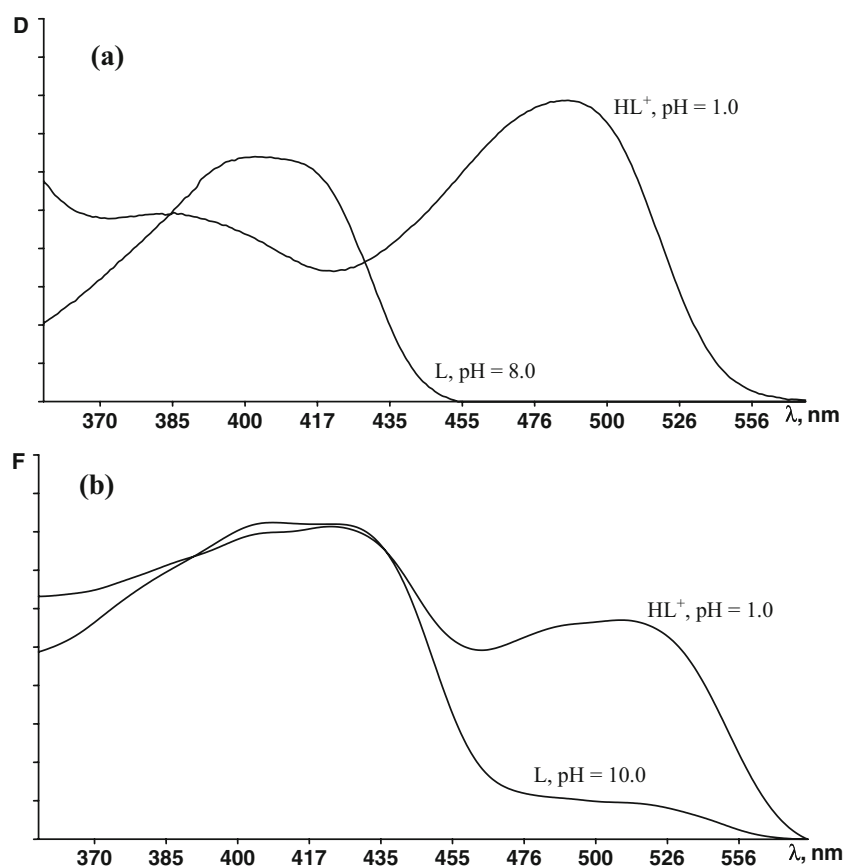 D
(a)
HL⁺, pH = 1.0
L, pH = 8.0
370 385 400 417 435 455 476 500 526 556 λ, nm
F
(b)
HL⁺, pH = 1.0
L, pH = 10.0
370 385 400 417 435 455 476 500 526 556 λ, nm